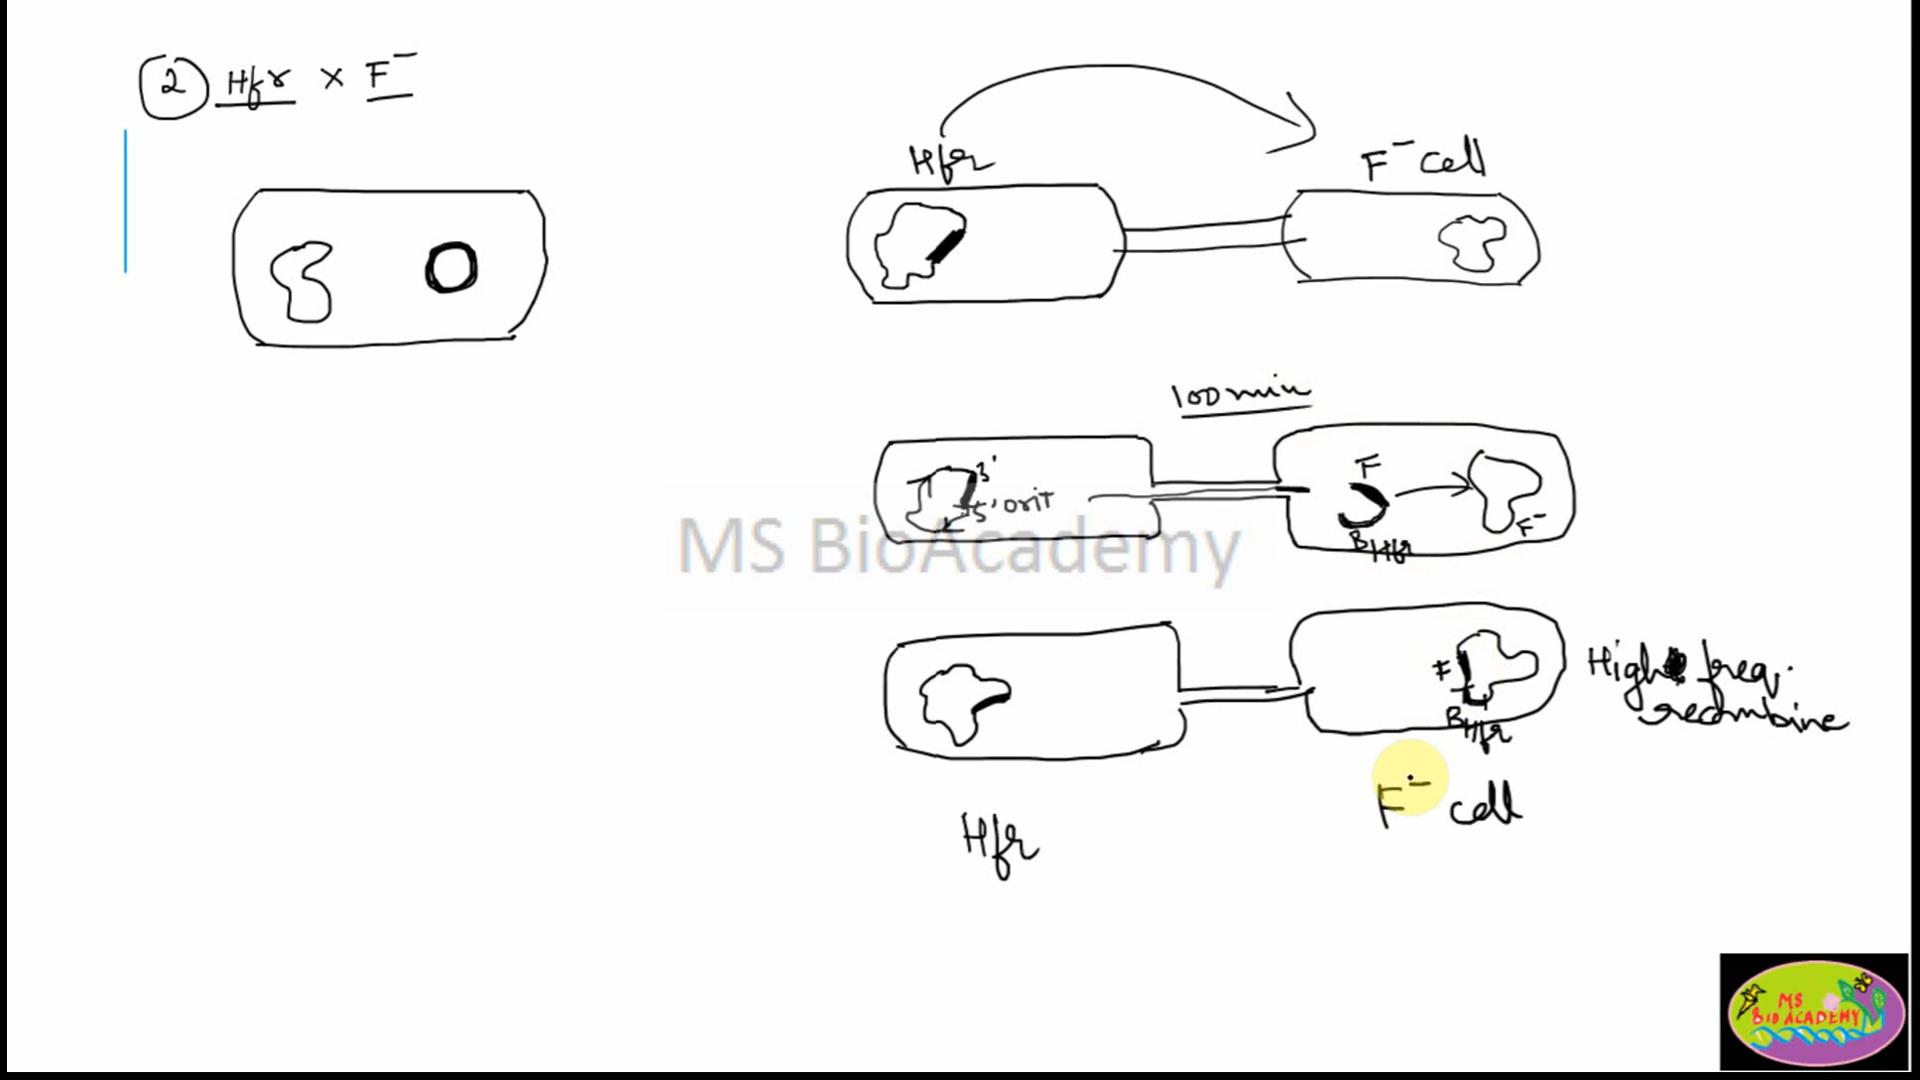 2 Hfr × F⁻
Hfr
F⁻ cell
100 min
3'
5' orit
F
B Hfr
F⁻
MS BioAcademy
F
B Hfr
High freq.
recombine
Hfr
F⁻ cell
MS
BIO ACADEMY